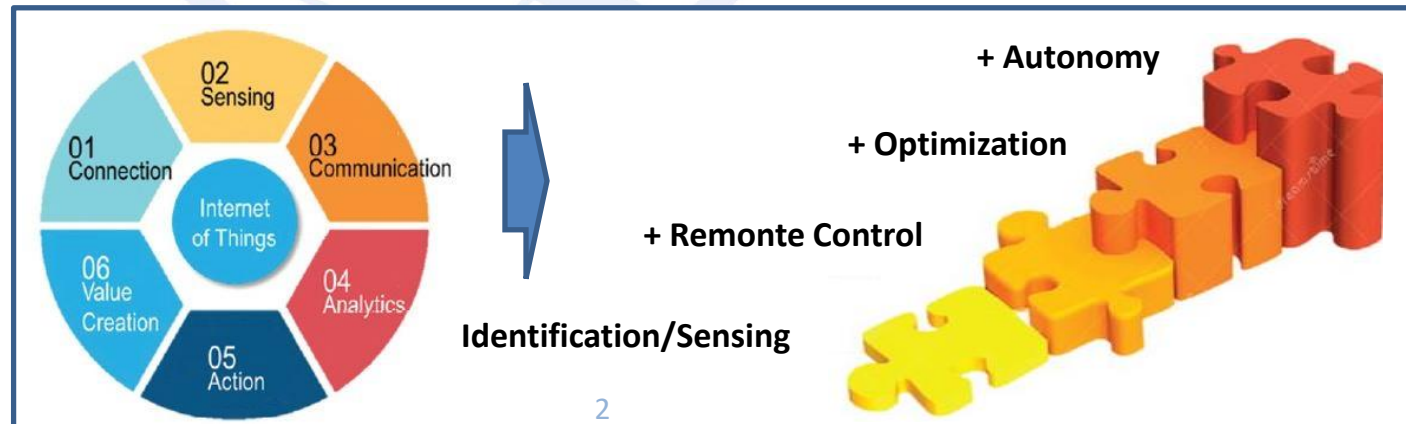 01
Connection
02
Sensing
03
Communication
04
Analytics
05
Action
06
Value
Creation
Internet
of Things
+ Autonomy
+ Optimization
+ Remonte Control
Identification/Sensing
2